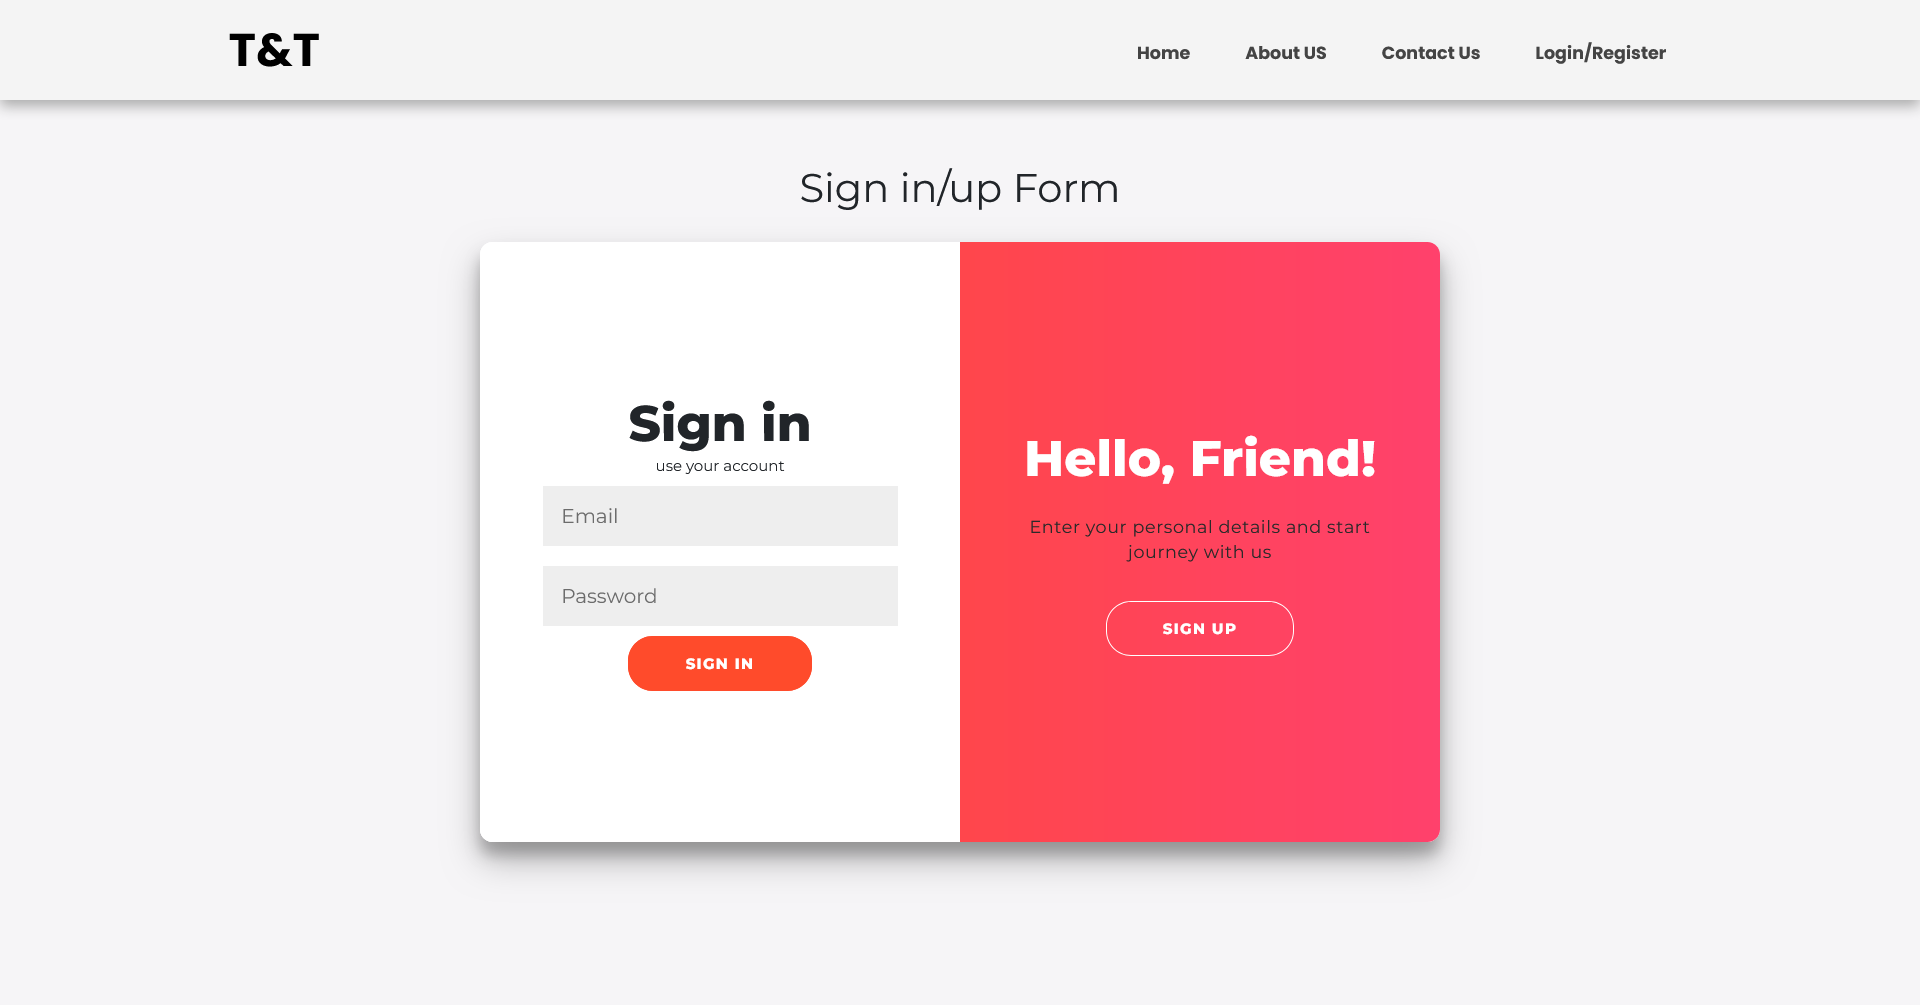 T&T
Home
About US
Contact Us
Login/Register
Sign in/up Form
Sign in
use your account
Email
Password
SIGN IN
Hello, Friend!
Enter your personal details and start
journey with us
SIGN UP